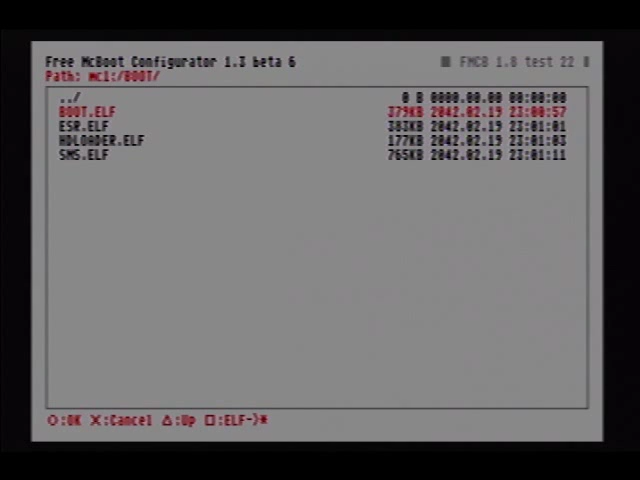 Free McBoot Configurator 1.3 beta 6 FMCB 1.8 test 22
Path: mc1:/BOOT/
../ 0 B 0000.00.00 00:00:00
BOOT.ELF 379KB 2042.02.19 23:00:57
ESR.ELF 383KB 2042.02.19 23:01:01
HDLOADER.ELF 177KB 2042.02.19 23:01:03
SMS.ELF 765KB 2042.02.19 23:01:11
O:OK X:Cancel △:Up □:ELF->*